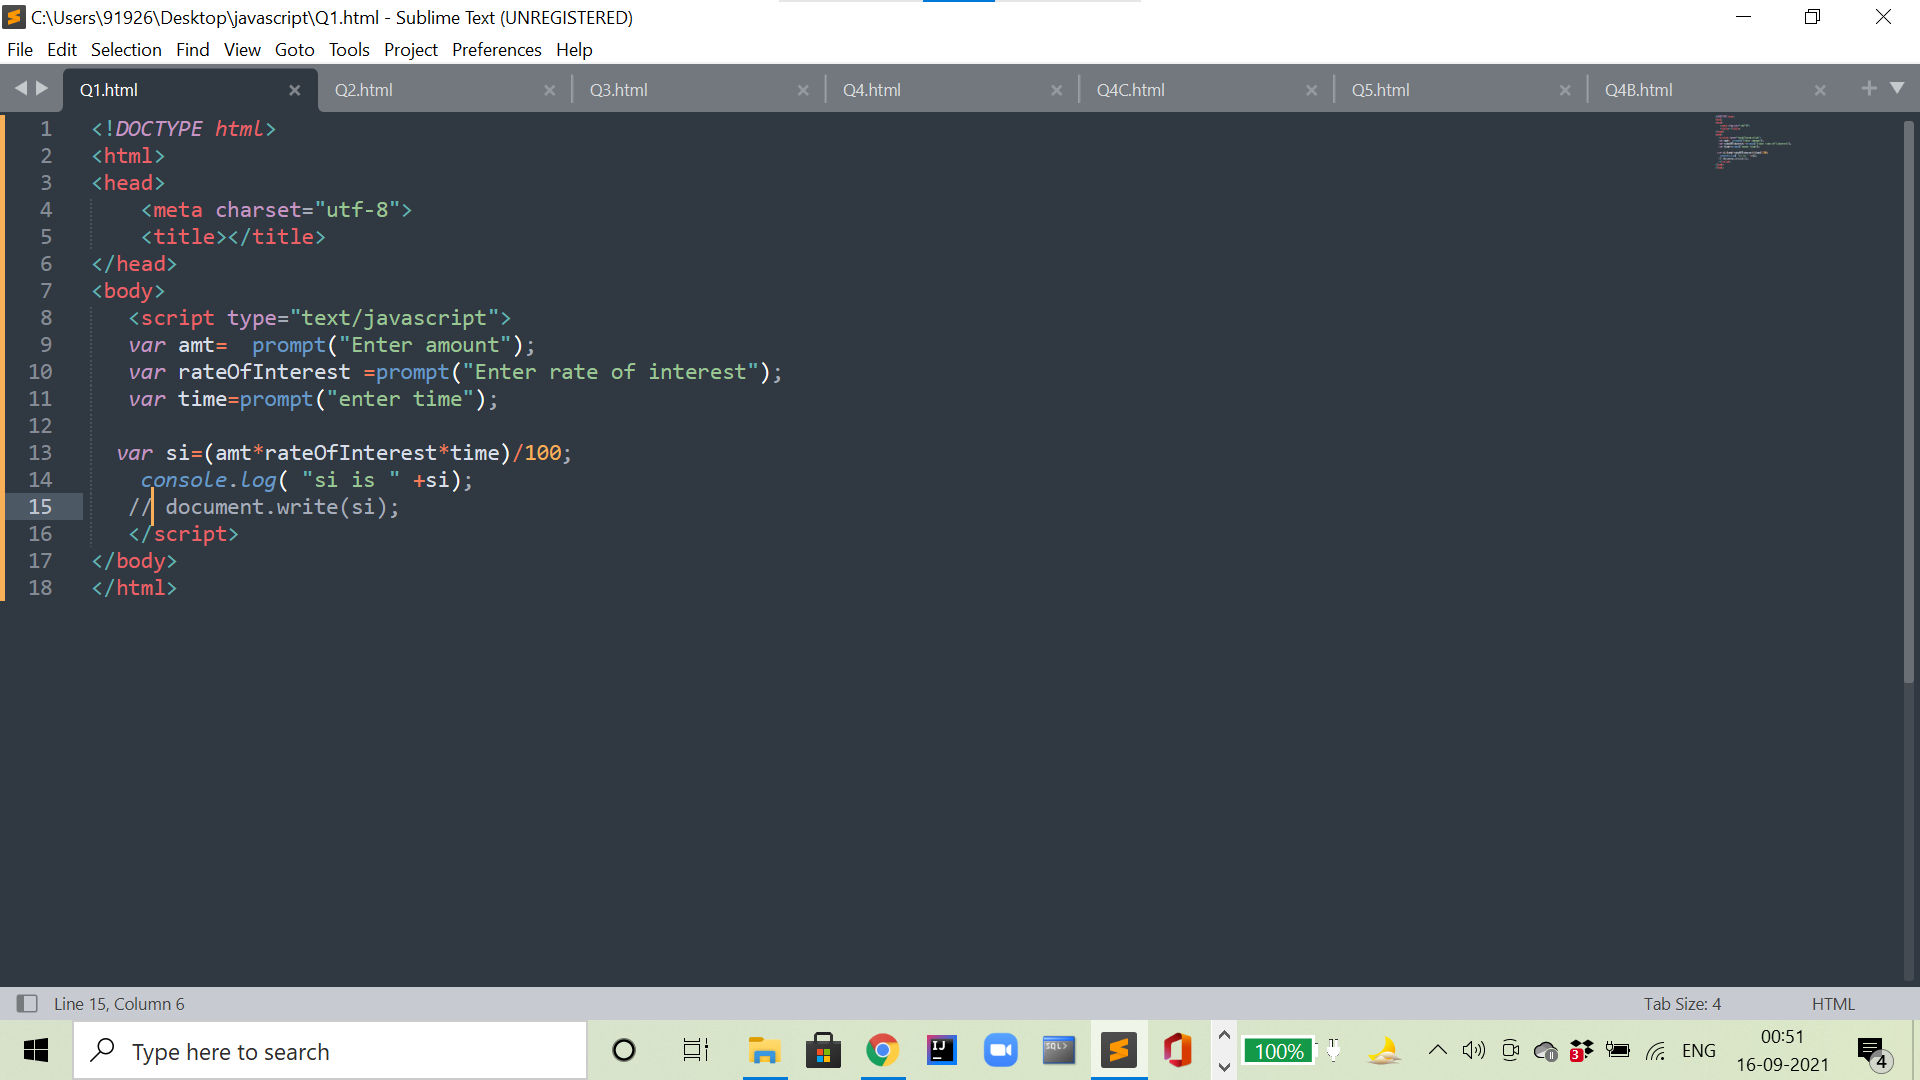 C:\Users\91926\Desktop\javascript\Q1.html - Sublime Text (UNREGISTERED)
File Edit Selection Find View Goto Tools Project Preferences Help
Q1.html Q2.html Q3.html Q4.html Q4C.html Q5.html Q4B.html
1 <!DOCTYPE html>
2 <html>
3 <head>
4     <meta charset="utf-8">
5     <title></title>
6 </head>
7 <body>
8    <script type="text/javascript">
9    var amt=  prompt("Enter amount");
10    var rateOfInterest =prompt("Enter rate of interest");
11    var time=prompt("enter time");
12
13   var si=(amt*rateOfInterest*time)/100;
14     console.log( "si is " +si);
15    // document.write(si);
16    </script>
17 </body>
18 </html>
Line 15, Column 6 Tab Size: 4 HTML
Type here to search
IJ
SQL>
100%
3
ENG
00:51
16-09-2021
4